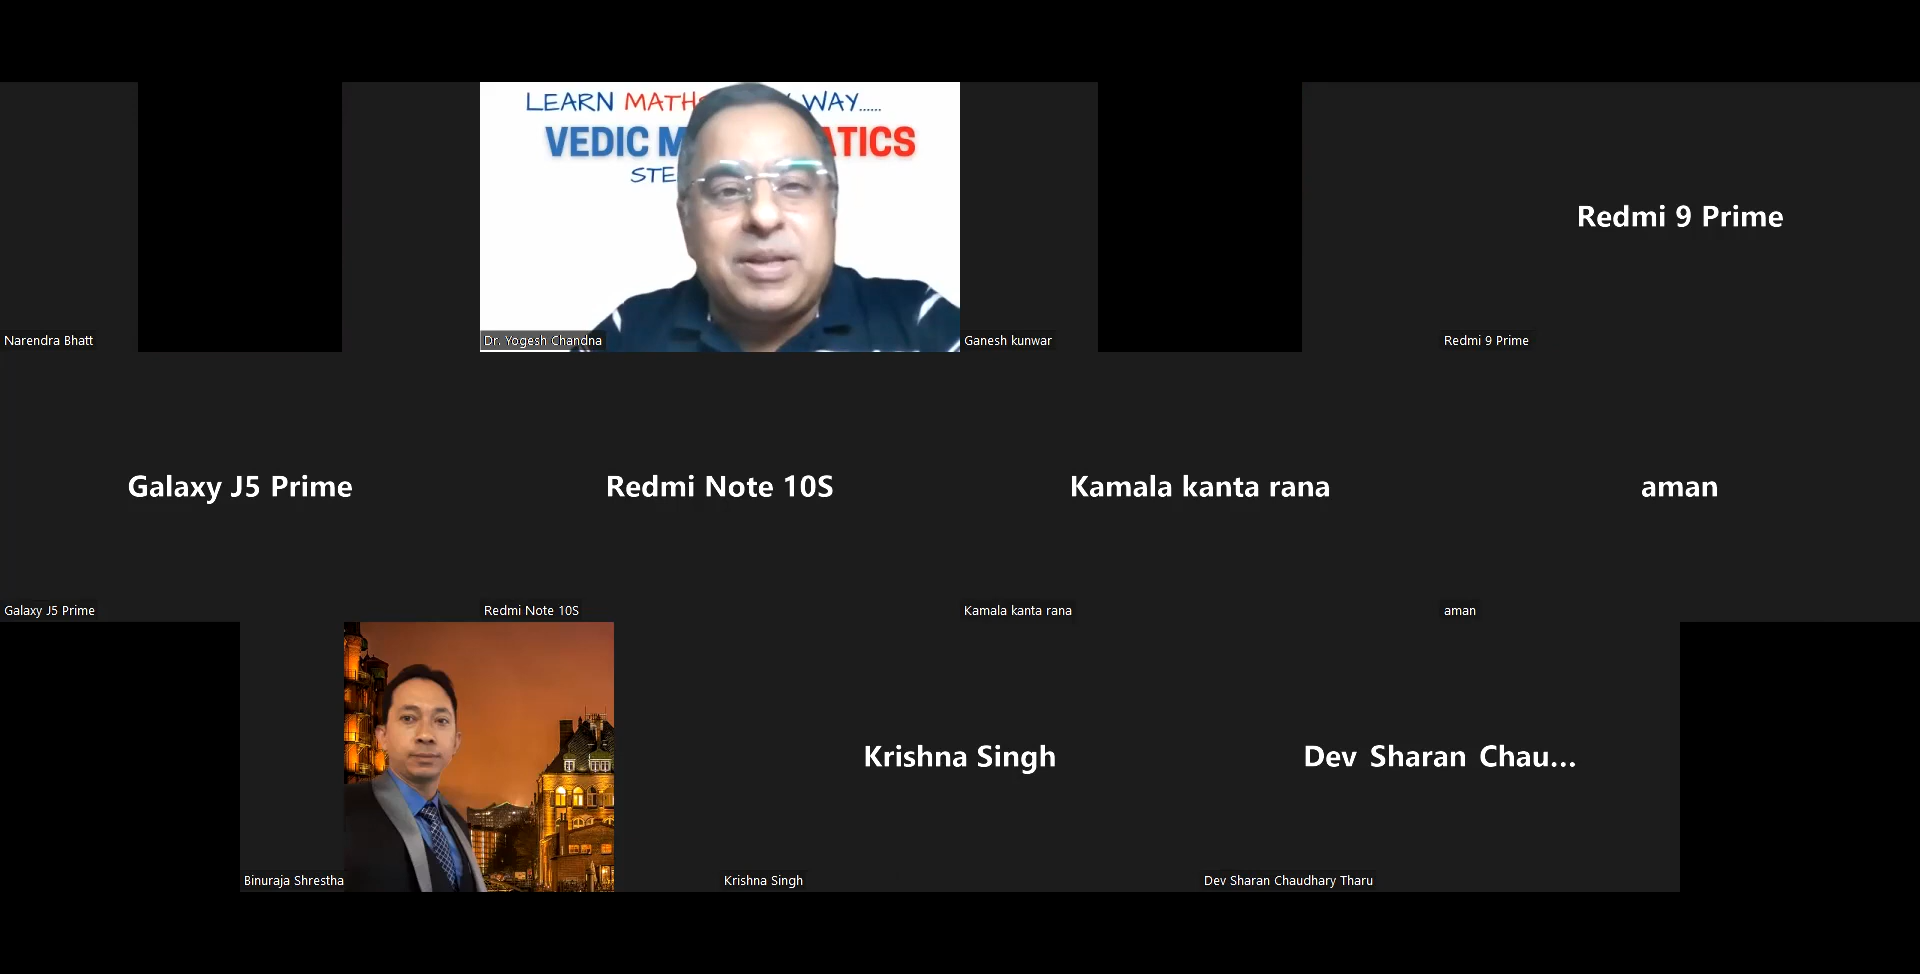 LEARN MATH WAY......
VEDIC M ATICS
STE
Narendra Bhatt
Dr. Yogesh Chandna
Ganesh kunwar
Redmi 9 Prime
Redmi 9 Prime
Galaxy J5 Prime
Redmi Note 10S
Kamala kanta rana
aman
Galaxy J5 Prime
Redmi Note 10S
Kamala kanta rana
aman
Krishna Singh
Dev Sharan Chau...
Binuraja Shrestha
Krishna Singh
Dev Sharan Chaudhary Tharu